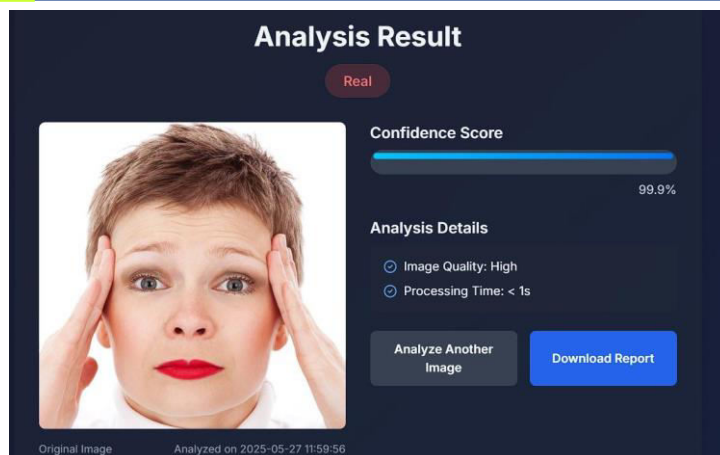 Analysis Result
Real
Confidence Score
99.9%
Analysis Details
Image Quality: High
Processing Time: < 1s
Analyze Another
Image
Download Report
Original Image
Analyzed on 2025-05-27 11:59:56